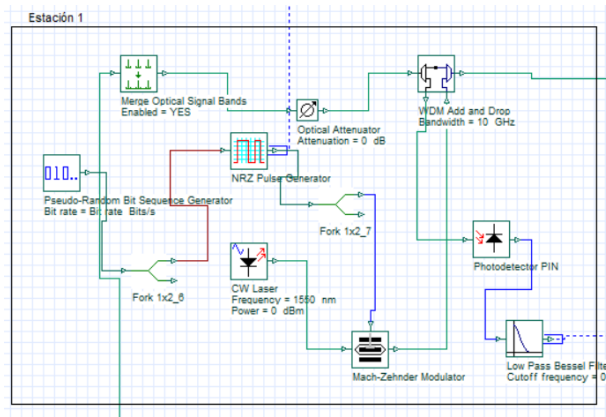 Estación 1
Merge Optical Signal Bands
Enabled = YES
Optical Attenuator
Attenuation = 0 dB
WDM Add and Drop
Bandwidth = 10 GHz
NRZ Pulse Generator
Pseudo-Random Bit Sequence Generator
Bit rate = Bit rate Bits/s
Fork 1x2_7
Photodetector PIN
CW Laser
Frequency = 1550 nm
Power = 0 dBm
Fork 1x2_6
Mach-Zehnder Modulator
Low Pass Bessel Filte
Cutoff frequency = 0